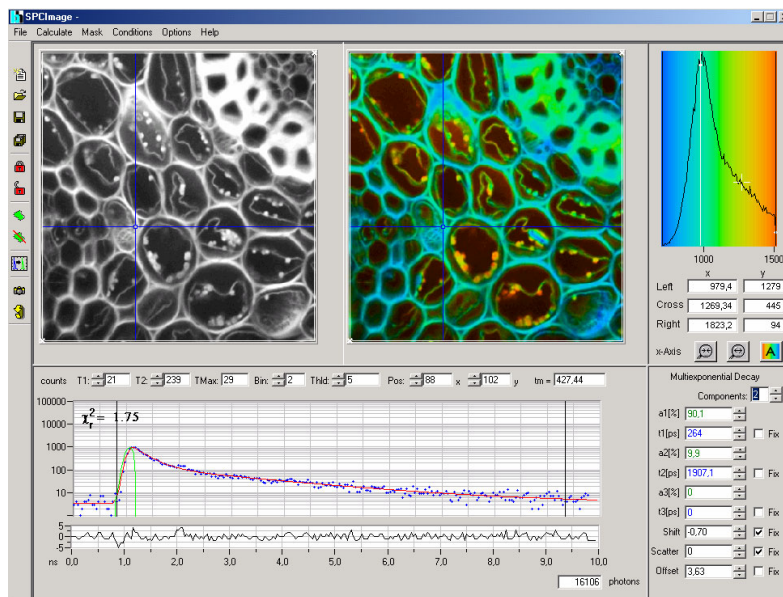 SPCImage -
File Calculate Mask Conditions Options Help
1000 1500
x y
Left 979,4 1279
Cross 1269,34 445
Right 1823,2 94
x-Axis A
counts T1: 21 T2: 239 TMax: 29 Bin: 2 Thld: 5 Pos: 88 x 102 y tm = 427,44
Multiexponential Decay
Components: 2
a1[%] 90,1
t1[ps] 264 Fix
a2[%] 9,9
t2[ps] 1907,1 Fix
a3[%] 0
t3[ps] 0 Fix
Shift -0,70 Fix
Scatter 0 Fix
Offset 3,63 Fix
100000
χ²r = 1.75
10000
1000
100
10
5
0
-5
ns 0,0 1,0 2,0 3,0 4,0 5,0 6,0 7,0 8,0 9,0 10,0
16106 photons